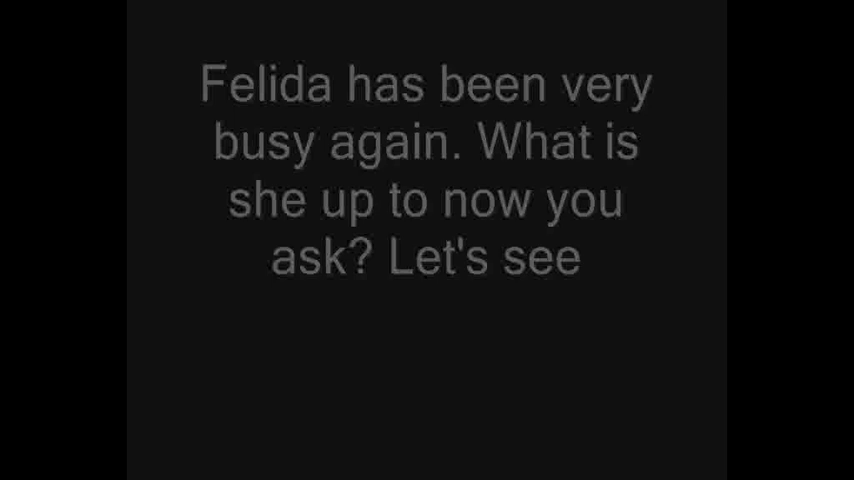 Felida has been very
busy again. What is
she up to now you
ask? Let's see